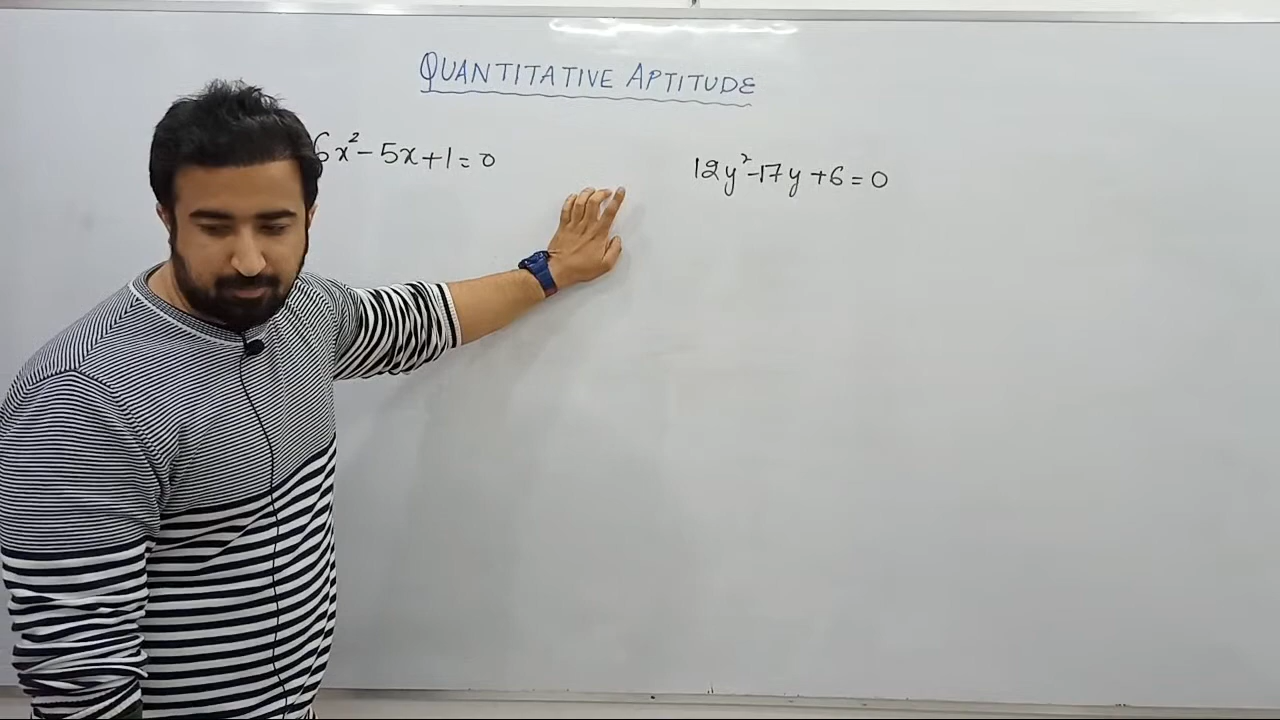 QUANTITATIVE APTITUDE
6x² - 5x + 1 = 0
12y² - 17y + 6 = 0